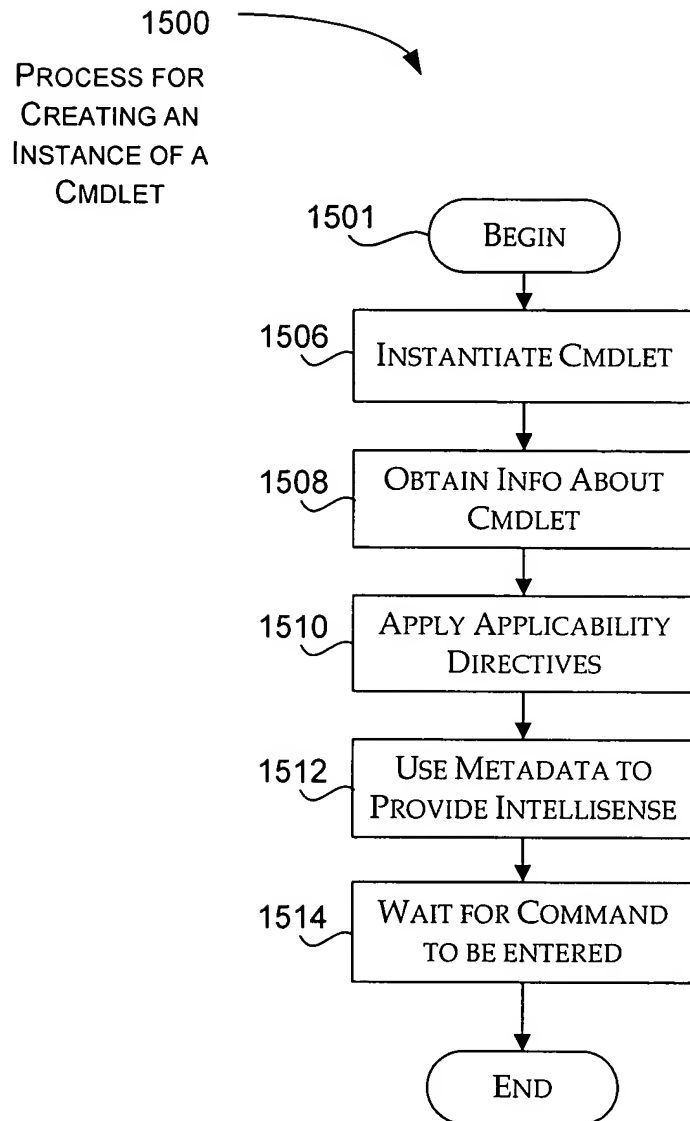 1500
PROCESS FOR
CREATING AN
INSTANCE OF A
CMDLET
1501
BEGIN
1506
INSTANTIATE CMDLET
1508
OBTAIN INFO ABOUT
CMDLET
1510
APPLY APPLICABILITY
DIRECTIVES
1512
USE METADATA TO
PROVIDE INTELLISENSE
1514
WAIT FOR COMMAND
TO BE ENTERED
END